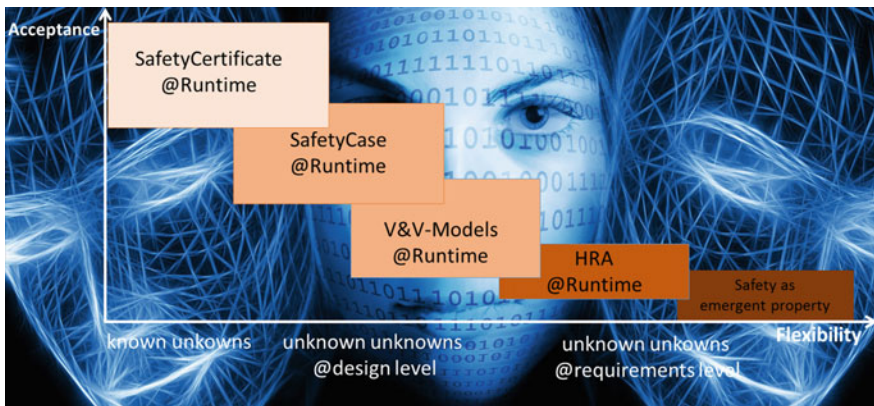 Acceptance
SafetyCertificate
@Runtime
SafetyCase
@Runtime
V&V-Models
@Runtime
HRA
@Runtime
Safety as
emergent property
Flexibility
known unkowns
unknown unknowns
@design level
unknown unkowns
@requirements level